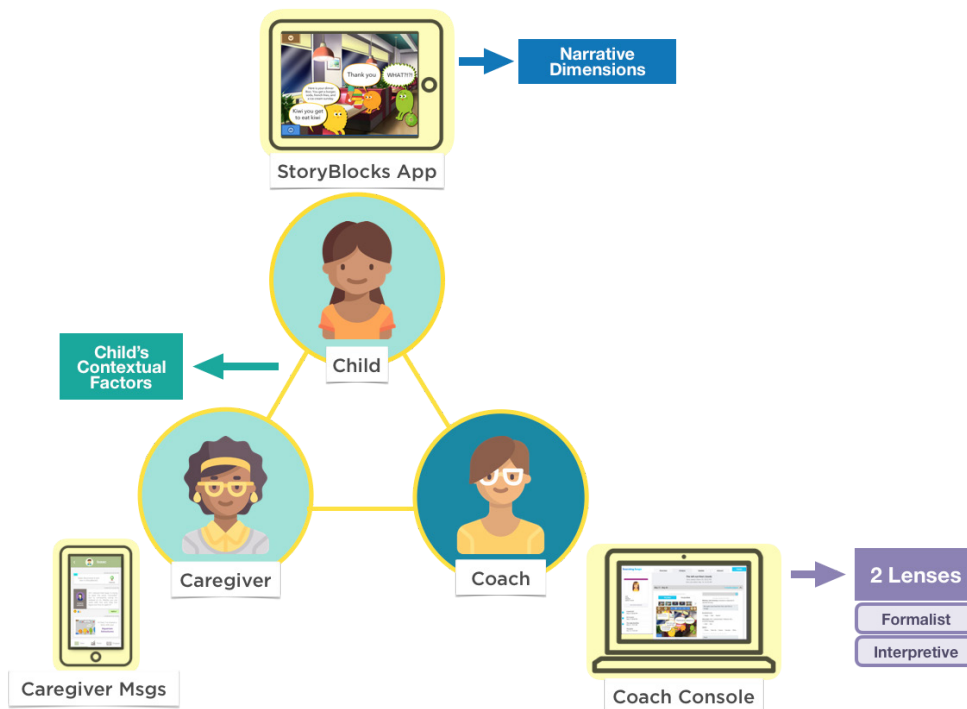 Narrative
Dimensions
Thank you
WHAT?!?!
Kiwi you get
to eat kiwi
StoryBlocks App
Child
Child's
Contextual
Factors
Caregiver
Coach
Caregiver Msgs
Coach Console
2 Lenses
Formalist
Interpretive